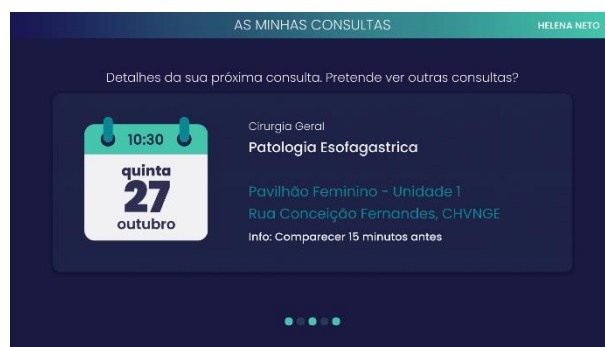 AS MINHAS CONSULTAS
HELENA NETO
Detalhes da sua próxima consulta. Pretende ver outras consultas?
10:30
quinta
27
outubro
Cirurgia Geral
Patologia Esofagastrica
Pavilhão Feminino - Unidade 1
Rua Conceição Fernandes, CHVNGE
Info: Comparecer 15 minutos antes